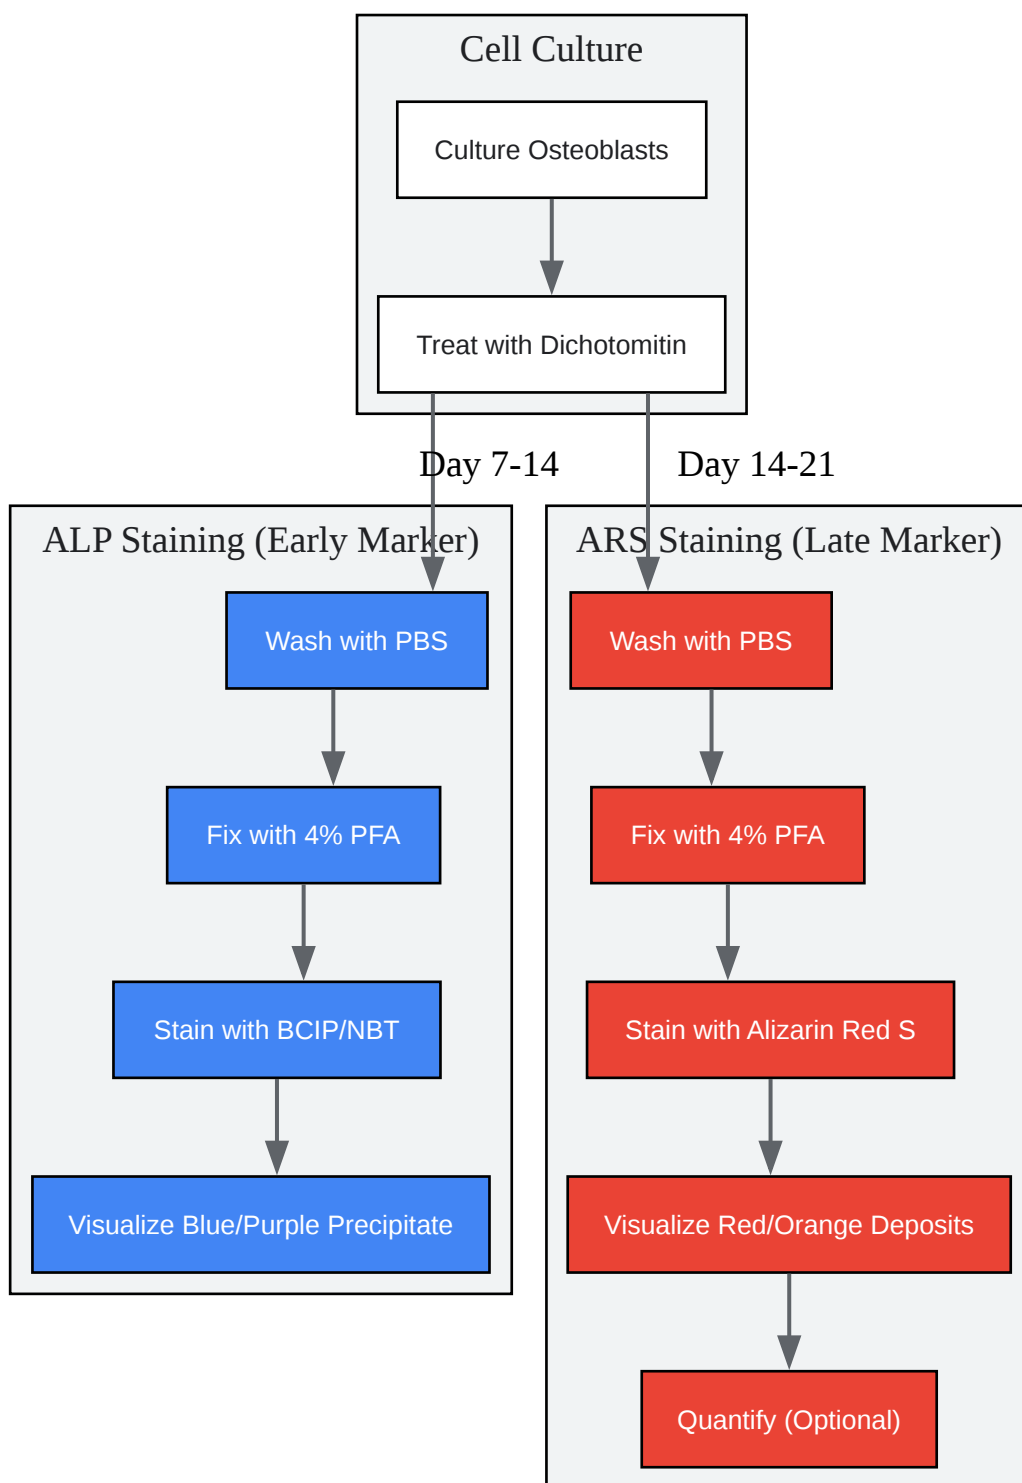 Cell Culture
Culture Osteoblasts
Treat with Dichotomitin
Day 7-14
Day 14-21
ALP Staining (Early Marker)
Wash with PBS
Fix with 4% PFA
Stain with BCIP/NBT
Visualize Blue/Purple Precipitate
ARS Staining (Late Marker)
Wash with PBS
Fix with 4% PFA
Stain with Alizarin Red S
Visualize Red/Orange Deposits
Quantify (Optional)